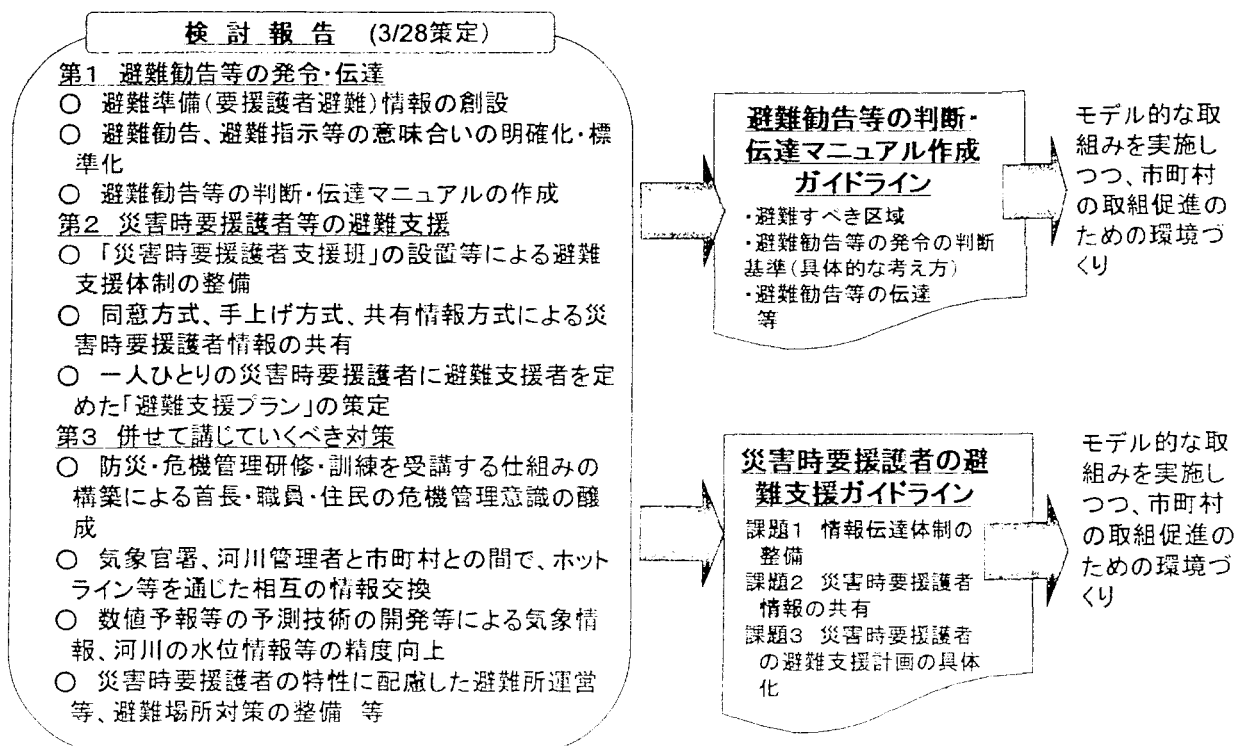 検 討 報 告 (3/28策定)
第1 避難勧告等の発令・伝達
○ 避難準備(要援護者避難)情報の創設
○ 避難勧告、避難指示等の意味合いの明確化・標
準化
○ 避難勧告等の判断・伝達マニュアルの作成
第2 災害時要援護者等の避難支援
○ 「災害時要援護者支援班」の設置等による避難
支援体制の整備
○ 同意方式、手上げ方式、共有情報方式による災
害時要援護者情報の共有
○ 一人ひとりの災害時要援護者に避難支援者を定
めた「避難支援プラン」の策定
第3 併せて講じていくべき対策
○ 防災・危機管理研修・訓練を受講する仕組みの
構築による首長・職員・住民の危機管理意識の醸
成
○ 気象官署、河川管理者と市町村との間で、ホット
ライン等を通じた相互の情報交換
○ 数値予報等の予測技術の開発等による気象情
報、河川の水位情報等の精度向上
○ 災害時要援護者の特性に配慮した避難所運営
等、避難場所対策の整備 等
避難勧告等の判断・
伝達マニュアル作成
ガイドライン
・避難すべき区域
・避難勧告等の発令の判断
基準(具体的な考え方)
・避難勧告等の伝達
等
モデル的な取
組みを実施し
つつ、市町村
の取組促進の
ための環境づ
くり
災害時要援護者の避
難支援ガイドライン
課題1 情報伝達体制の
整備
課題2 災害時要援護者
情報の共有
課題3 災害時要援護者
の避難支援計画の具体
化
モデル的な取
組みを実施し
つつ、市町村
の取組促進の
ための環境づ
くり